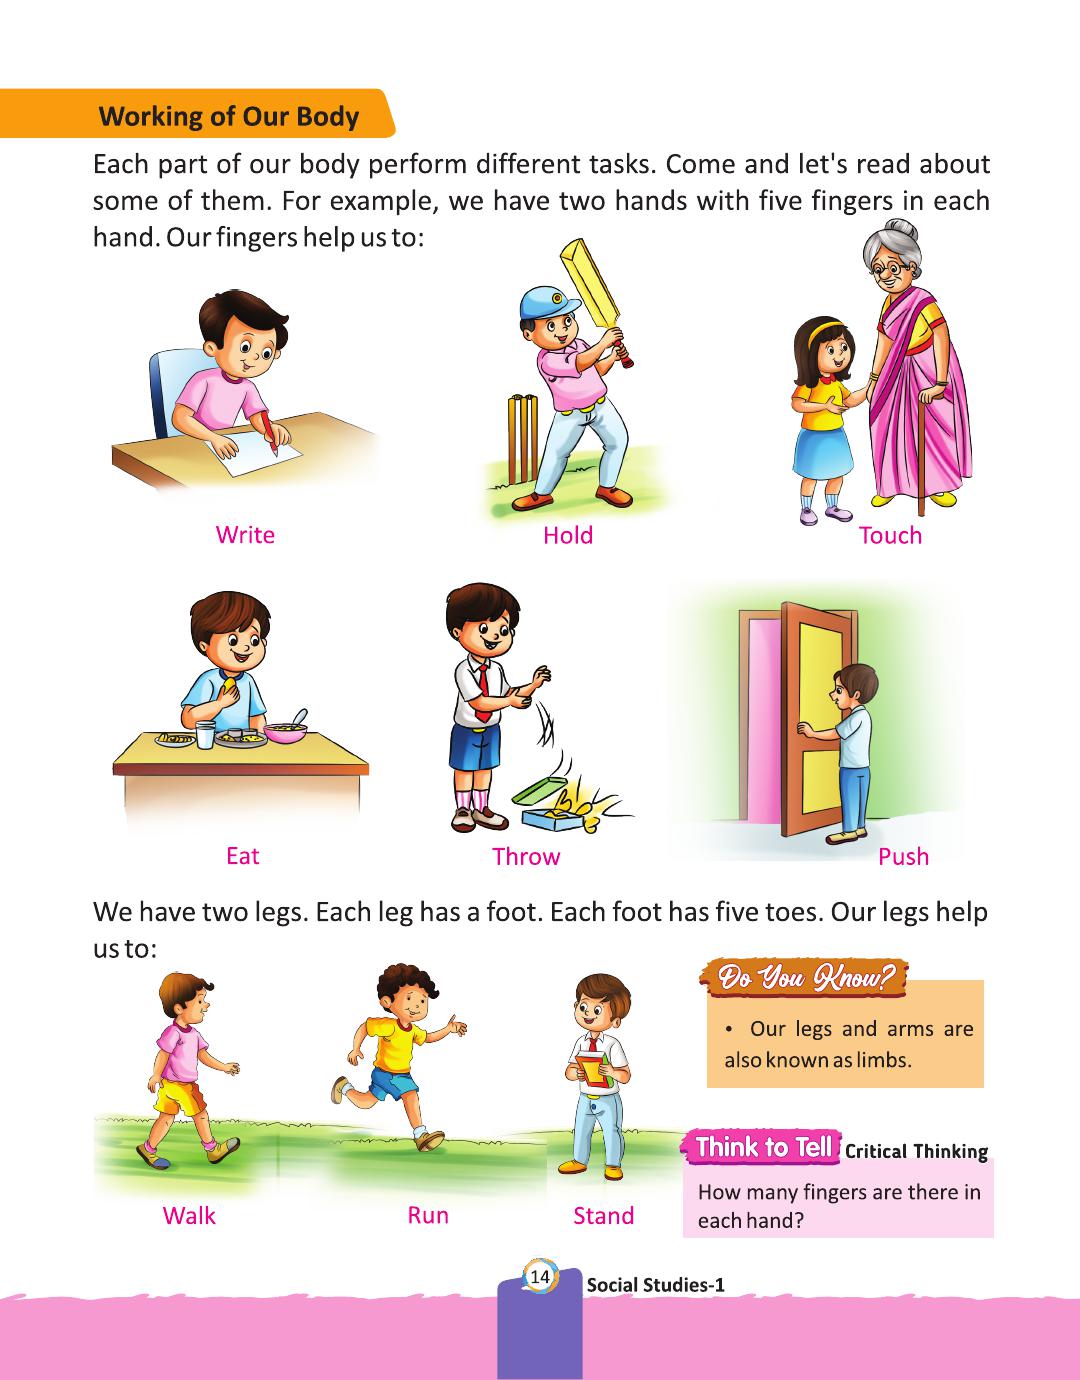 Working of Our Body
Each part of our body perform different tasks. Come and let's read about
some of them. For example, we have two hands with five fingers in each
hand. Our fingers help us to:
Write
Hold
Touch
Eat
Throw
Push
We have two legs. Each leg has a foot. Each foot has five toes. Our legs help
us to:
Do You Know?
• Our legs and arms are
also known as limbs.
Think to Tell Critical Thinking
How many fingers are there in
each hand?
Walk
Run
Stand
14
Social Studies-1